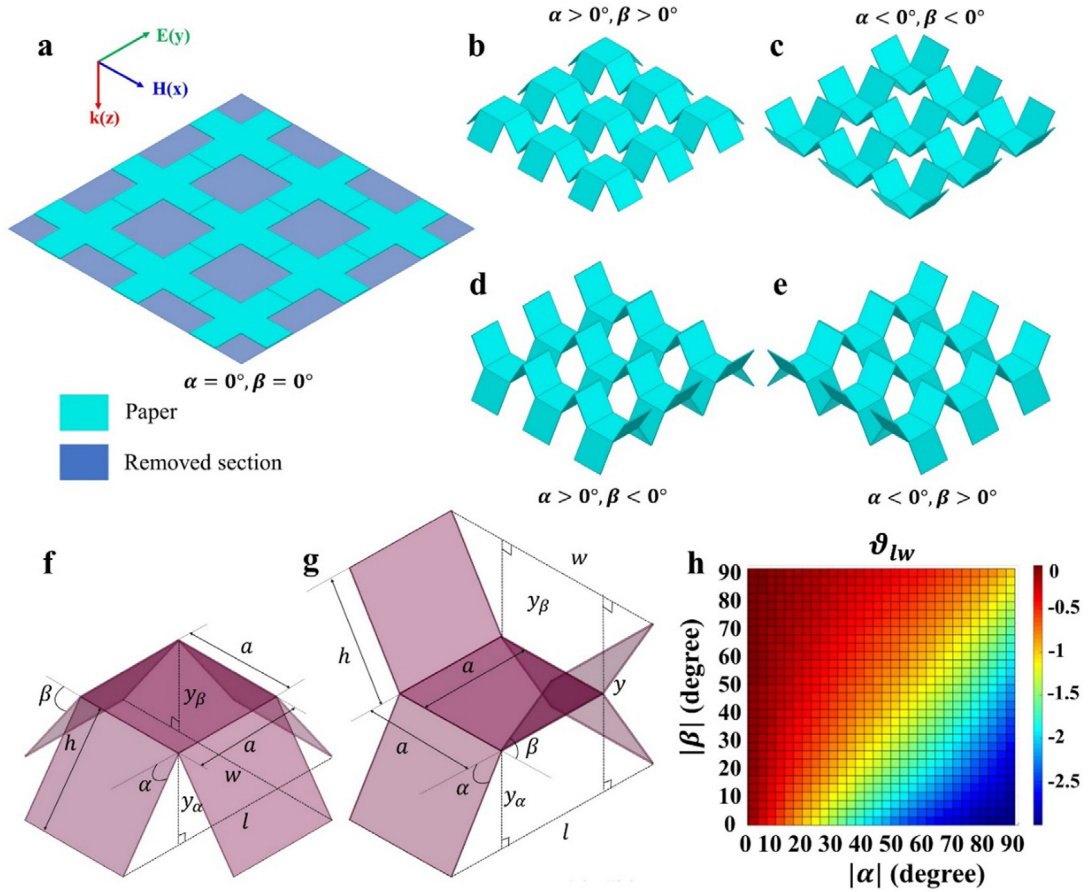 a
E(y)
H(x)
k(z)
α = 0°, β = 0°
Paper
Removed section
b
α > 0°, β > 0°
c
α < 0°, β < 0°
d
α > 0°, β < 0°
e
α < 0°, β > 0°
f
a
β
y_β
h
a
α
w
y_α
l
g
w
y_β
h
a
y
a
β
α
y_α
l
h
ϑ_lw
90
80
70
60
50
40
30
20
10
0
|β| (degree)
0 10 20 30 40 50 60 70 80 90
|α| (degree)
0
-0.5
-1
-1.5
-2
-2.5